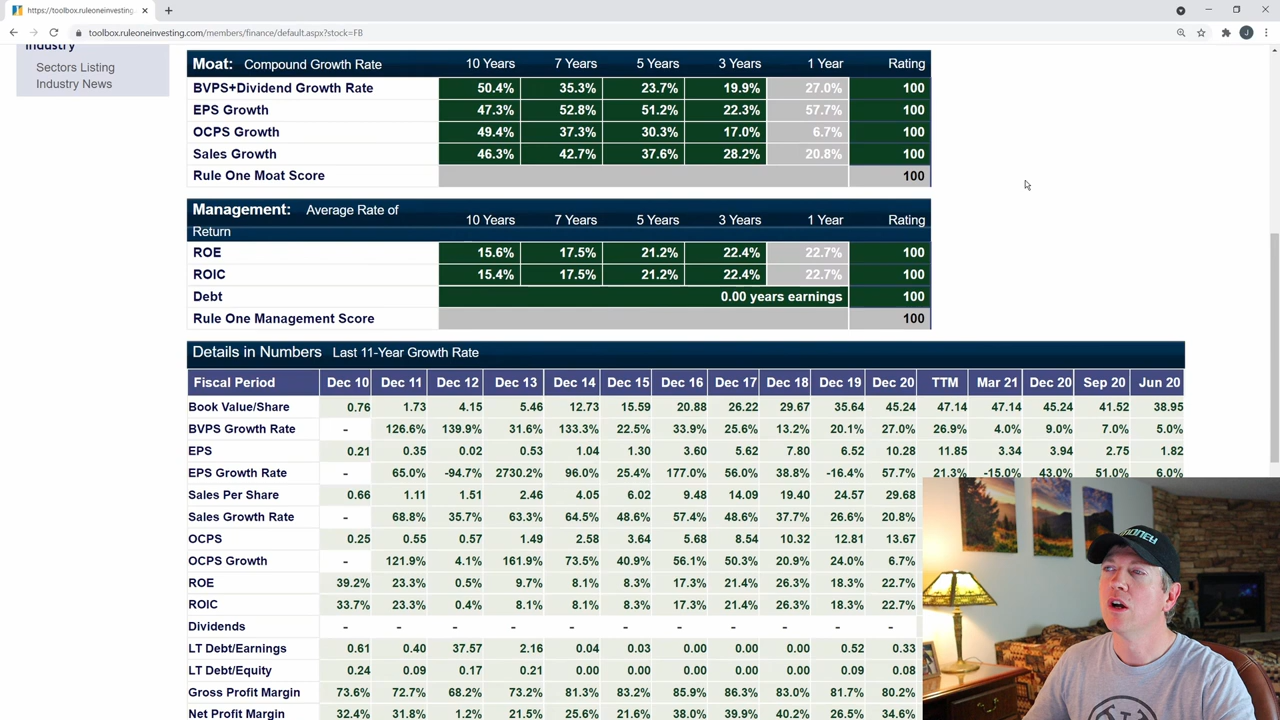 https://toolbox.ruleoneinvesting.
toolbox.ruleoneinvesting.com/members/finance/default.aspx?stock=FB
J
Industry
Sectors Listing
Industry News
Moat: Compound Growth Rate 10 Years 7 Years 5 Years 3 Years 1 Year Rating
BVPS+Dividend Growth Rate 50.4% 35.3% 23.7% 19.9% 27.0% 100
EPS Growth 47.3% 52.8% 51.2% 22.3% 57.7% 100
OCPS Growth 49.4% 37.3% 30.3% 17.0% 6.7% 100
Sales Growth 46.3% 42.7% 37.6% 28.2% 20.8% 100
Rule One Moat Score 100
Management: Average Rate of
Return 10 Years 7 Years 5 Years 3 Years 1 Year Rating
ROE 15.6% 17.5% 21.2% 22.4% 22.7% 100
ROIC 15.4% 17.5% 21.2% 22.4% 22.7% 100
Debt 0.00 years earnings 100
Rule One Management Score 100
Details in Numbers Last 11-Year Growth Rate
Fiscal Period Dec 10 Dec 11 Dec 12 Dec 13 Dec 14 Dec 15 Dec 16 Dec 17 Dec 18 Dec 19 Dec 20 TTM Mar 21 Dec 20 Sep 20 Jun 20
Book Value/Share 0.76 1.73 4.15 5.46 12.73 15.59 20.88 26.22 29.67 35.64 45.24 47.14 47.14 45.24 41.52 38.95
BVPS Growth Rate - 126.6% 139.9% 31.6% 133.3% 22.5% 33.9% 25.6% 13.2% 20.1% 27.0% 26.9% 4.0% 9.0% 7.0% 5.0%
EPS 0.21 0.35 0.02 0.53 1.04 1.30 3.60 5.62 7.80 6.52 10.28 11.85 3.34 3.94 2.75 1.82
EPS Growth Rate - 65.0% -94.7% 2730.2% 96.0% 25.4% 177.0% 56.0% 38.8% -16.4% 57.7% 21.3% -15.0% 43.0% 51.0% 6.0%
Sales Per Share 0.66 1.11 1.51 2.46 4.05 6.02 9.48 14.09 19.40 24.57 29.68
Sales Growth Rate - 68.8% 35.7% 63.3% 64.5% 48.6% 57.4% 48.6% 37.7% 26.6% 20.8%
OCPS 0.25 0.55 0.57 1.49 2.58 3.64 5.68 8.54 10.32 12.81 13.67
OCPS Growth - 121.9% 4.1% 161.9% 73.5% 40.9% 56.1% 50.3% 20.9% 24.0% 6.7%
ROE 39.2% 23.3% 0.5% 9.7% 8.1% 8.3% 17.3% 21.4% 26.3% 18.3% 22.7%
ROIC 33.7% 23.3% 0.4% 8.1% 8.1% 8.3% 17.3% 21.4% 26.3% 18.3% 22.7%
Dividends - - - - - - - - - - -
LT Debt/Earnings 0.61 0.40 37.57 2.16 0.04 0.03 0.00 0.00 0.00 0.52 0.33
LT Debt/Equity 0.24 0.09 0.17 0.21 0.00 0.00 0.00 0.00 0.00 0.09 0.08
Gross Profit Margin 73.6% 72.7% 68.2% 73.2% 81.3% 83.2% 85.9% 86.3% 83.0% 81.7% 80.2%
Net Profit Margin 32.4% 31.8% 1.2% 21.5% 25.6% 21.6% 38.0% 39.9% 40.2% 26.5% 34.6%